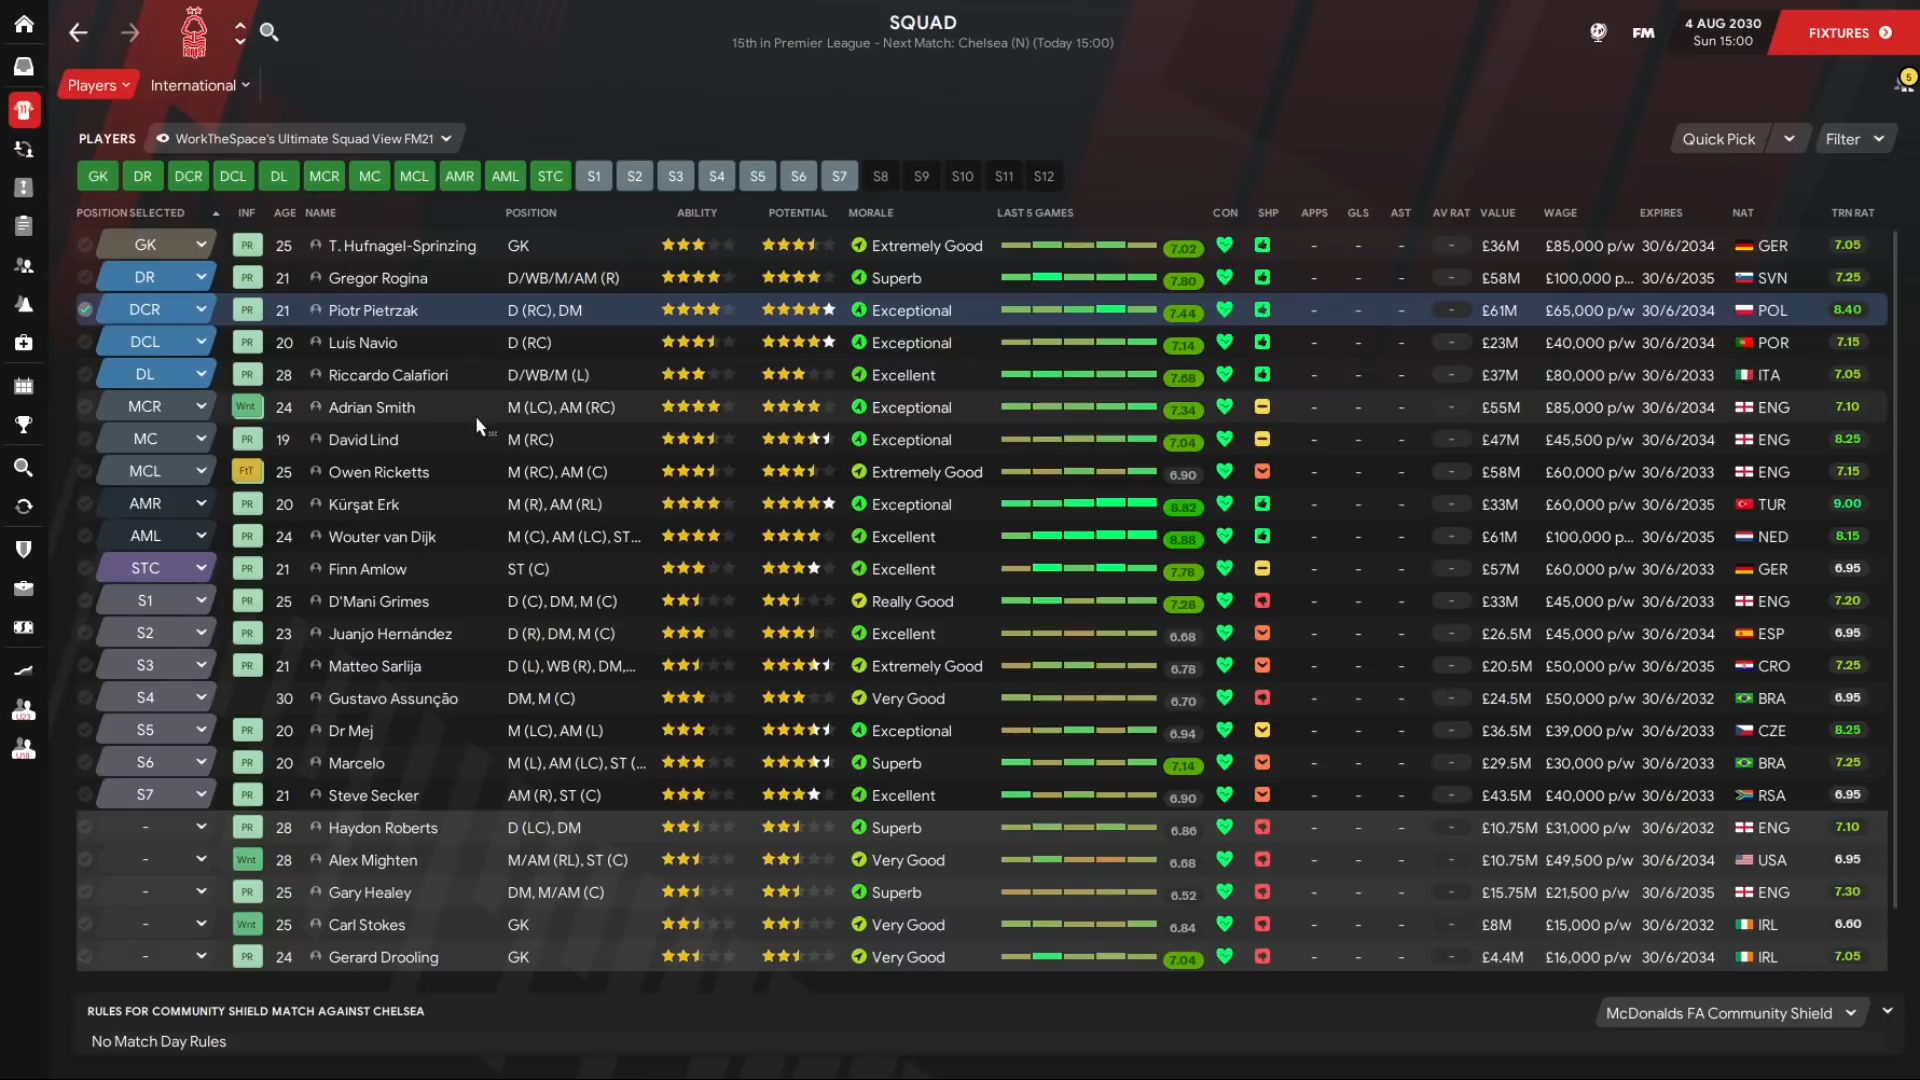 SQUAD
15th in Premier League - Next Match: Chelsea (N) (Today 15:00)
FM
4 AUG 2030
Sun 15:00
FIXTURES
FOREST
Players
International
5
PLAYERS WorkTheSpace's Ultimate Squad View FM21
Quick Pick Filter
GK DR DCR DCL DL MCR MC MCL AMR AML STC S1 S2 S3 S4 S5 S6 S7 S8 S9 S10 S11 S12
POSITION SELECTED INF AGE NAME POSITION ABILITY POTENTIAL MORALE LAST 5 GAMES CON SHP APPS GLS AST AV RAT VALUE WAGE EXPIRES NAT TRN RAT
GK PR 25 T. Hufnagel-Sprinzing GK Extremely Good 7.02 - - - - £36M £85,000 p/w 30/6/2034 GER 7.05
DR PR 21 Gregor Rogina D/WB/M/AM (R) Superb 7.80 - - - - £58M £100,000 p... 30/6/2035 SVN 7.25
DCR PR 21 Piotr Pietrzak D (RC), DM Exceptional 7.44 - - - - £61M £65,000 p/w 30/6/2034 POL 8.40
DCL PR 20 Luís Navio D (RC) Exceptional 7.14 - - - - £23M £40,000 p/w 30/6/2034 POR 7.15
DL PR 28 Riccardo Calafiori D/WB/M (L) Excellent 7.68 - - - - £37M £80,000 p/w 30/6/2034 ITA 7.05
MCR Wnt 24 Adrian Smith M (LC), AM (RC) Exceptional 7.34 - - - - £55M £85,000 p/w 30/6/2034 ENG 7.10
MC PR 19 David Lind M (RC) Exceptional 7.04 - - - - £47M £45,500 p/w 30/6/2034 ENG 8.25
MCL FtT 25 Owen Ricketts M (RC), AM (C) Extremely Good 6.90 - - - - £58M £60,000 p/w 30/6/2033 ENG 7.15
AMR PR 20 Kürşat Erk M (R), AM (RL) Exceptional 8.82 - - - - £33M £60,000 p/w 30/6/2035 TUR 9.00
AML PR 24 Wouter van Dijk M (C), AM (LC), ST... Excellent 8.88 - - - - £61M £100,000 p... 30/6/2035 NED 8.15
STC PR 21 Finn Amlow ST (C) Excellent 7.78 - - - - £57M £60,000 p/w 30/6/2033 GER 6.95
S1 PR 25 D'Mani Grimes D (C), DM, M (C) Really Good 7.28 - - - - £33M £45,000 p/w 30/6/2033 ENG 7.20
S2 PR 23 Juanjo Hernández D (R), DM, M (C) Excellent 6.68 - - - - £26.5M £45,000 p/w 30/6/2034 ESP 6.95
S3 PR 21 Matteo Sarlija D (L), WB (R), DM,... Extremely Good 6.78 - - - - £20.5M £50,000 p/w 30/6/2035 CRO 7.25
S4 30 Gustavo Assunção DM, M (C) Very Good 6.70 - - - - £24.5M £50,000 p/w 30/6/2032 BRA 6.95
S5 PR 20 Dr Mej M (LC), AM (L) Exceptional 6.94 - - - - £36.5M £39,000 p/w 30/6/2033 CZE 8.25
S6 PR 20 Marcelo M (L), AM (LC), ST (... Superb 7.14 - - - - £29.5M £30,000 p/w 30/6/2033 BRA 7.25
S7 PR 21 Steve Secker AM (R), ST (C) Excellent 6.90 - - - - £43.5M £40,000 p/w 30/6/2033 RSA 6.95
- PR 28 Haydon Roberts D (LC), DM Superb 6.86 - - - - £10.75M £31,000 p/w 30/6/2032 ENG 7.10
- Wnt 28 Alex Mighten M/AM (RL), ST (C) Very Good 6.68 - - - - £10.75M £49,500 p/w 30/6/2034 USA 6.95
- PR 25 Gary Healey DM, M/AM (C) Superb 6.52 - - - - £15.75M £21,500 p/w 30/6/2035 ENG 7.30
- Wnt 25 Carl Stokes GK Very Good 6.84 - - - - £8M £15,000 p/w 30/6/2032 IRL 6.60
- PR 24 Gerard Drooling GK Very Good 7.04 - - - - £4.4M £16,000 p/w 30/6/2034 IRL 7.05
U23
U18
RULES FOR COMMUNITY SHIELD MATCH AGAINST CHELSEA
McDonalds FA Community Shield
No Match Day Rules